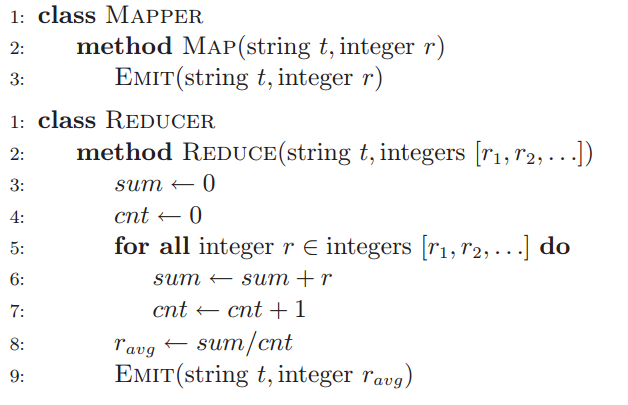 1: class MAPPER
2: method MAP(string t, integer r)
3: EMIT(string t, integer r)
1: class REDUCER
2: method REDUCE(string t, integers [r₁, r₂, . . .])
3: sum ← 0
4: cnt ← 0
5: for all integer r ∈ integers [r₁, r₂, . . .] do
6: sum ← sum + r
7: cnt ← cnt + 1
8: r_avg ← sum/cnt
9: EMIT(string t, integer r_avg)